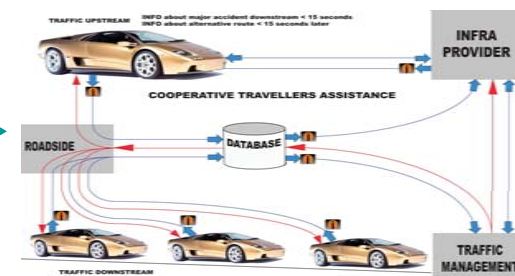 TRAFFIC UPSTREAM
INFO about major accident downstream < 15 seconds
INFO about alternative route < 15 seconds later
INFRA
PROVIDER
COOPERATIVE TRAVELLERS ASSISTANCE
ROADSIDE
DATABASE
TRAFFIC
MANAGEMENT
TRAFFIC DOWNSTREAM